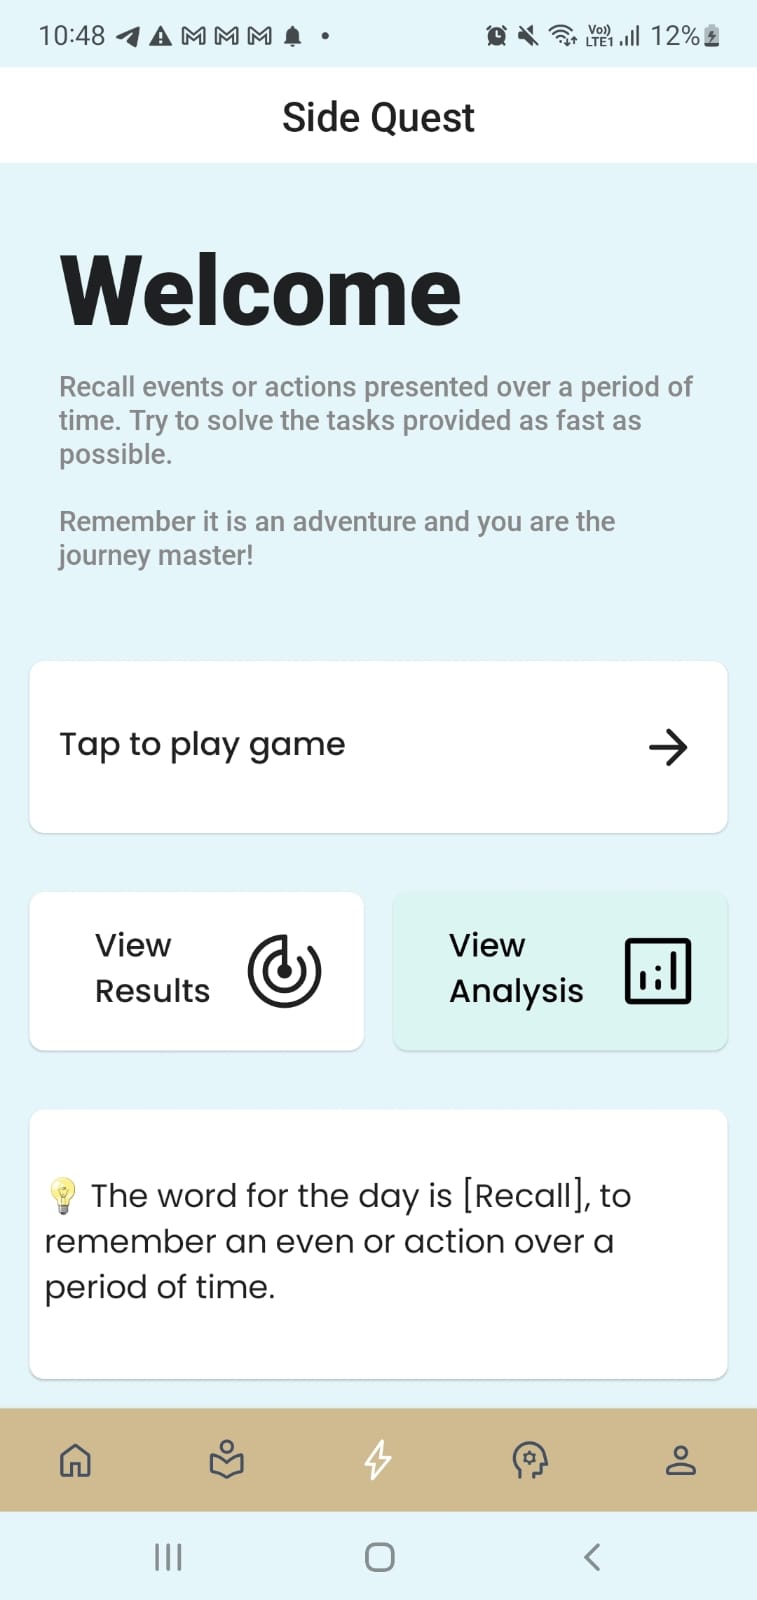 10:48
Vo))
LTE1
12%
Side Quest
Welcome
Recall events or actions presented over a period of
time. Try to solve the tasks provided as fast as
possible.
Remember it is an adventure and you are the
journey master!
Tap to play game
View
Results
View
Analysis
💡 The word for the day is [Recall], to
remember an even or action over a
period of time.